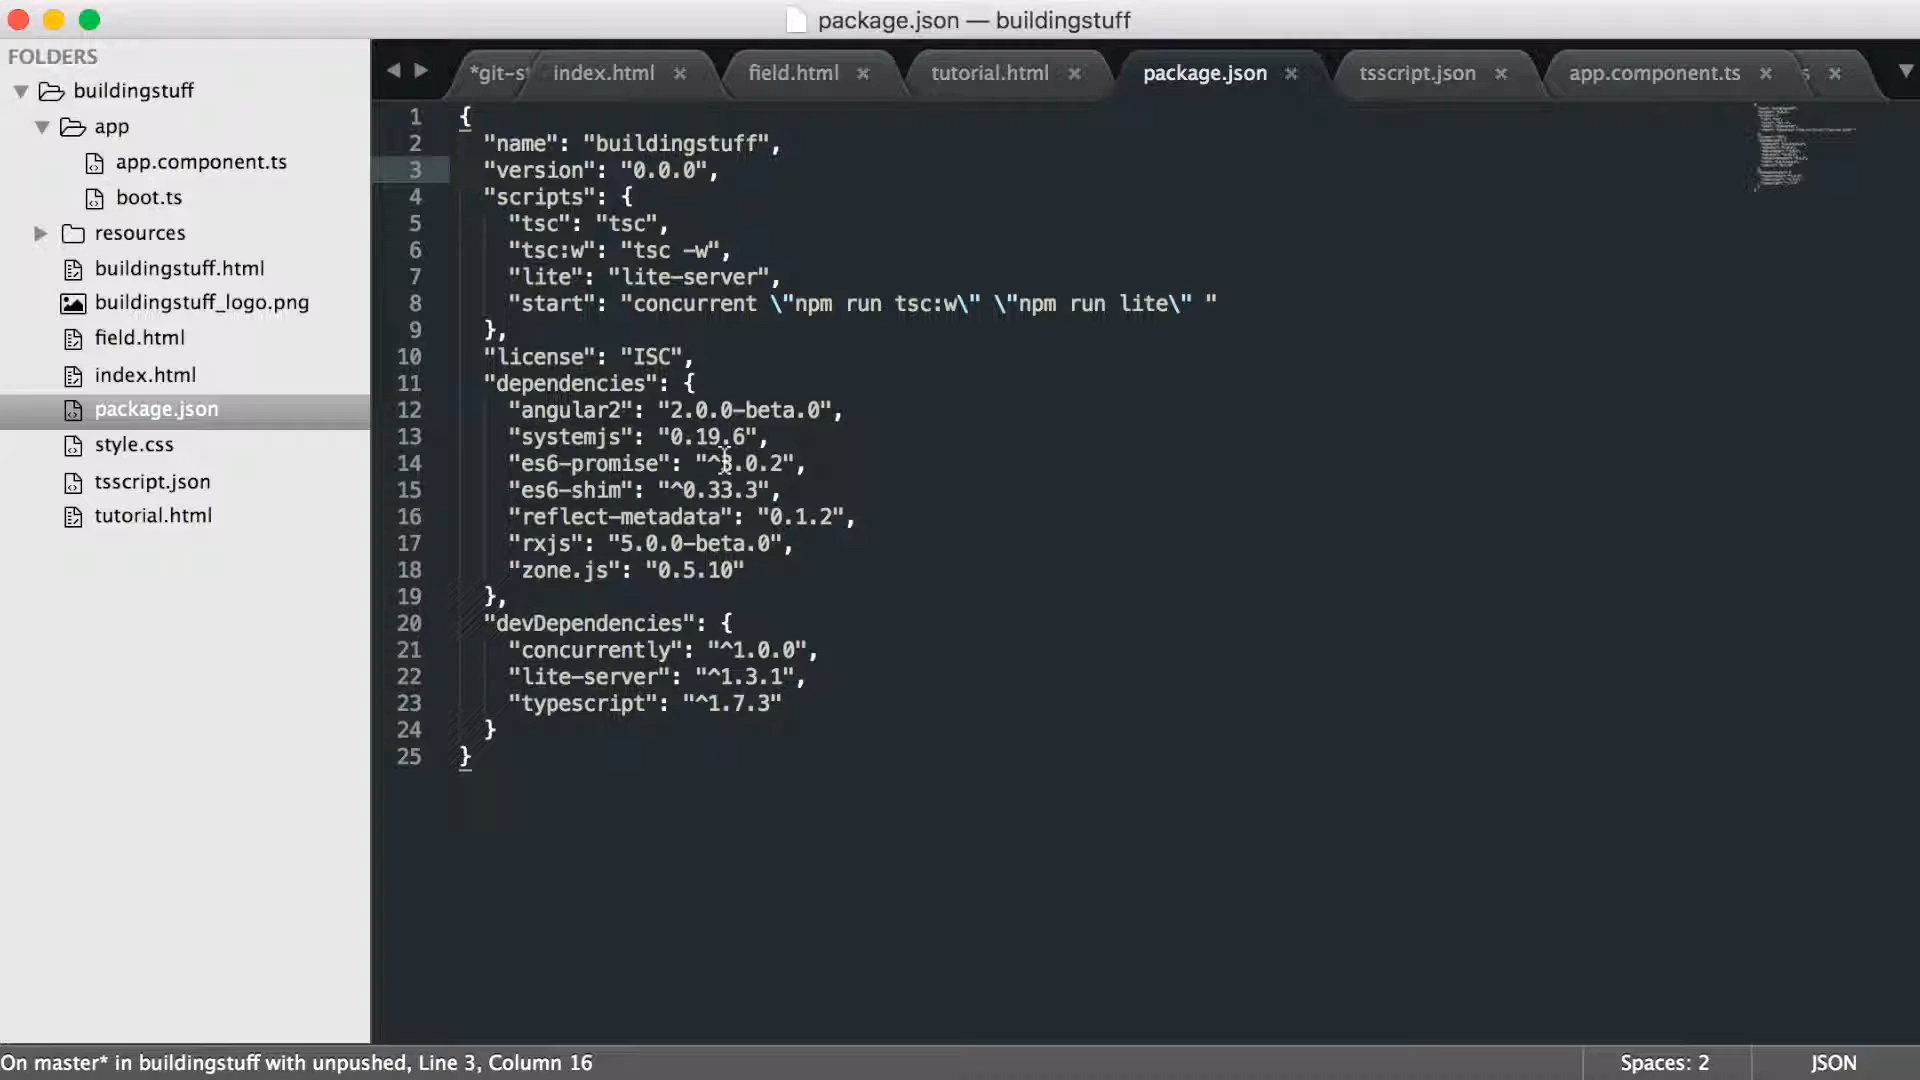 package.json — buildingstuff
FOLDERS
buildingstuff
app
app.component.ts
boot.ts
resources
buildingstuff.html
buildingstuff_logo.png
field.html
index.html
package.json
style.css
tsscript.json
tutorial.html
*git-st index.html × field.html × tutorial.html × package.json × tsscript.json × app.component.ts × s ×
1 {
2 "name": "buildingstuff",
3 "version": "0.0.0",
4 "scripts": {
5 "tsc": "tsc",
6 "tsc:w": "tsc -w",
7 "lite": "lite-server",
8 "start": "concurrent \"npm run tsc:w\" \"npm run lite\" "
9 },
10 "license": "ISC",
11 "dependencies": {
12 "angular2": "2.0.0-beta.0",
13 "systemjs": "0.19.6",
14 "es6-promise": "^3.0.2",
15 "es6-shim": "^0.33.3",
16 "reflect-metadata": "0.1.2",
17 "rxjs": "5.0.0-beta.0",
18 "zone.js": "0.5.10"
19 },
20 "devDependencies": {
21 "concurrently": "^1.0.0",
22 "lite-server": "^1.3.1",
23 "typescript": "^1.7.3"
24 }
25 }
On master* in buildingstuff with unpushed, Line 3, Column 16
Spaces: 2
JSON